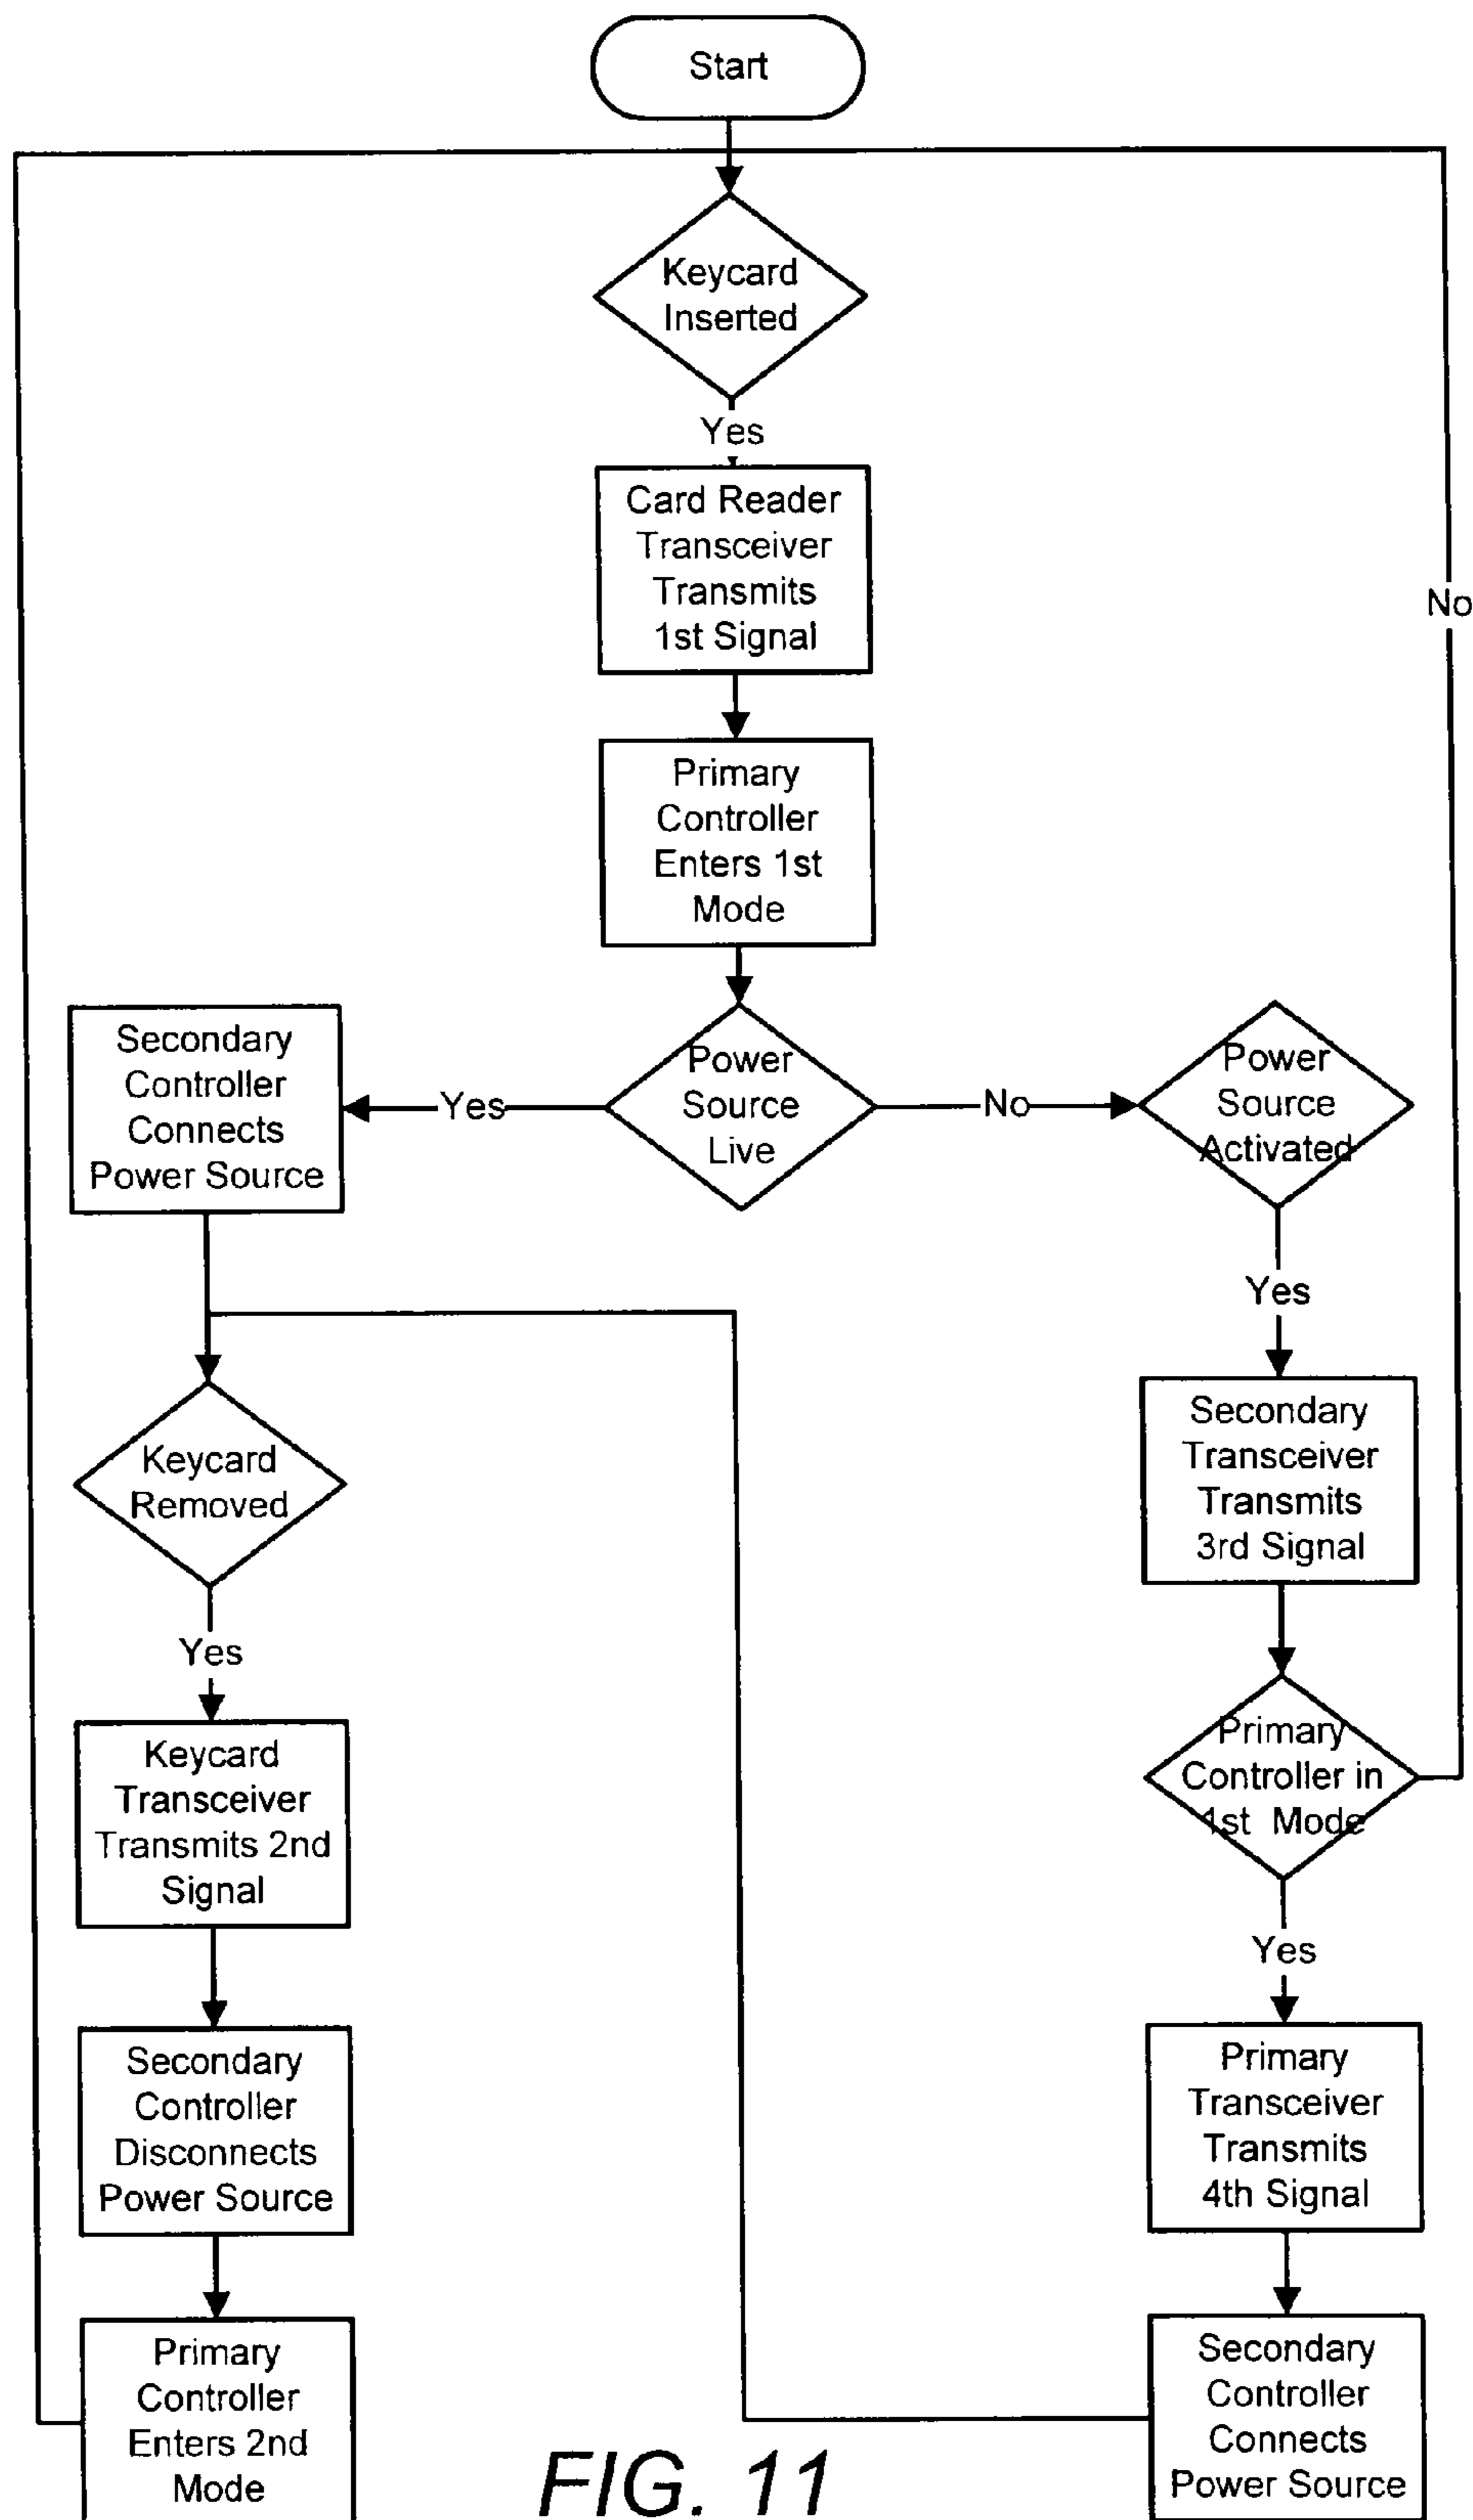 Start
Keycard
Inserted
Yes
Card Reader
Transceiver
Transmits
1st Signal
No
Primary
Controller
Enters 1st
Mode
Secondary
Controller
Connects
Power Source
Yes
Power
Source
Live
No
Power
Source
Activated
Yes
Keycard
Removed
Secondary
Transceiver
Transmits
3rd Signal
Yes
Primary
Controller in
1st Mode
Keycard
Transceiver
Transmits 2nd
Signal
Yes
Secondary
Controller
Disconnects
Power Source
Primary
Transceiver
Transmits
4th Signal
Primary
Controller
Enters 2nd
Mode
Secondary
Controller
Connects
Power Source
FIG. 11